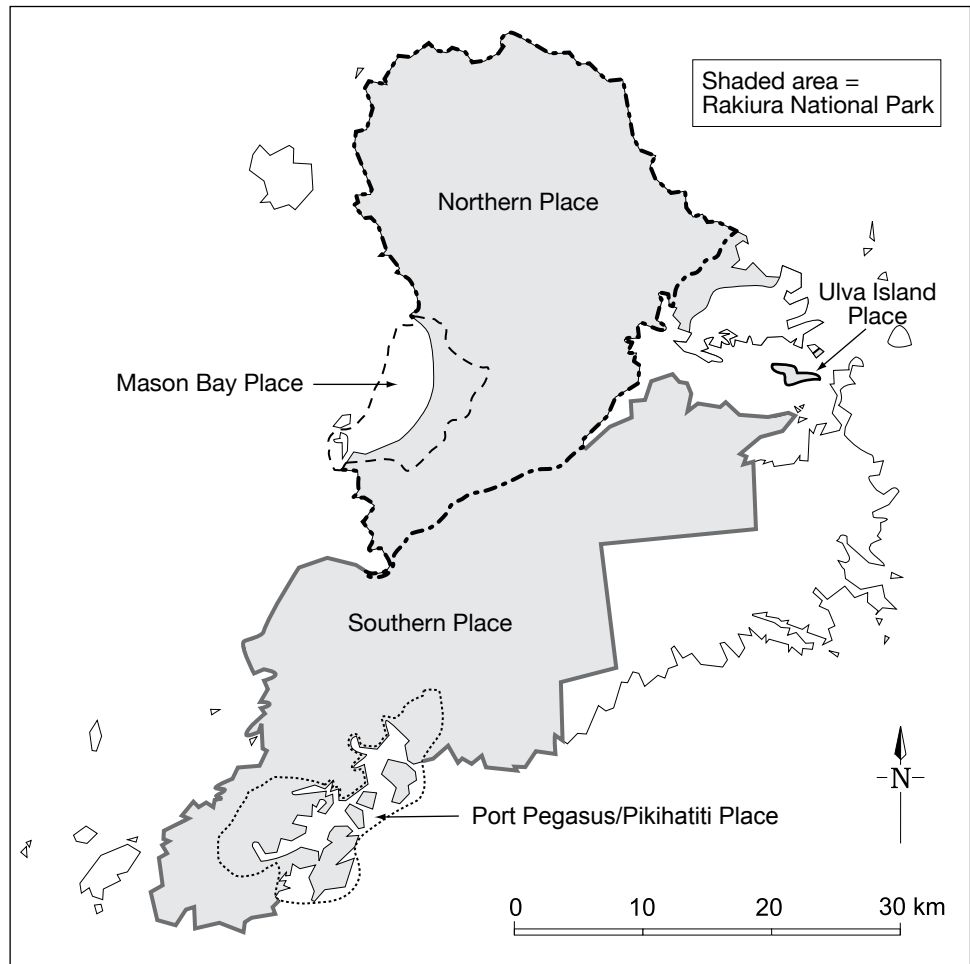 Shaded area =
Rakiura National Park
Northern Place
Ulva Island
Place
Mason Bay Place
Southern Place
N
Port Pegasus/Pikihatiti Place
0 10 20 30 km